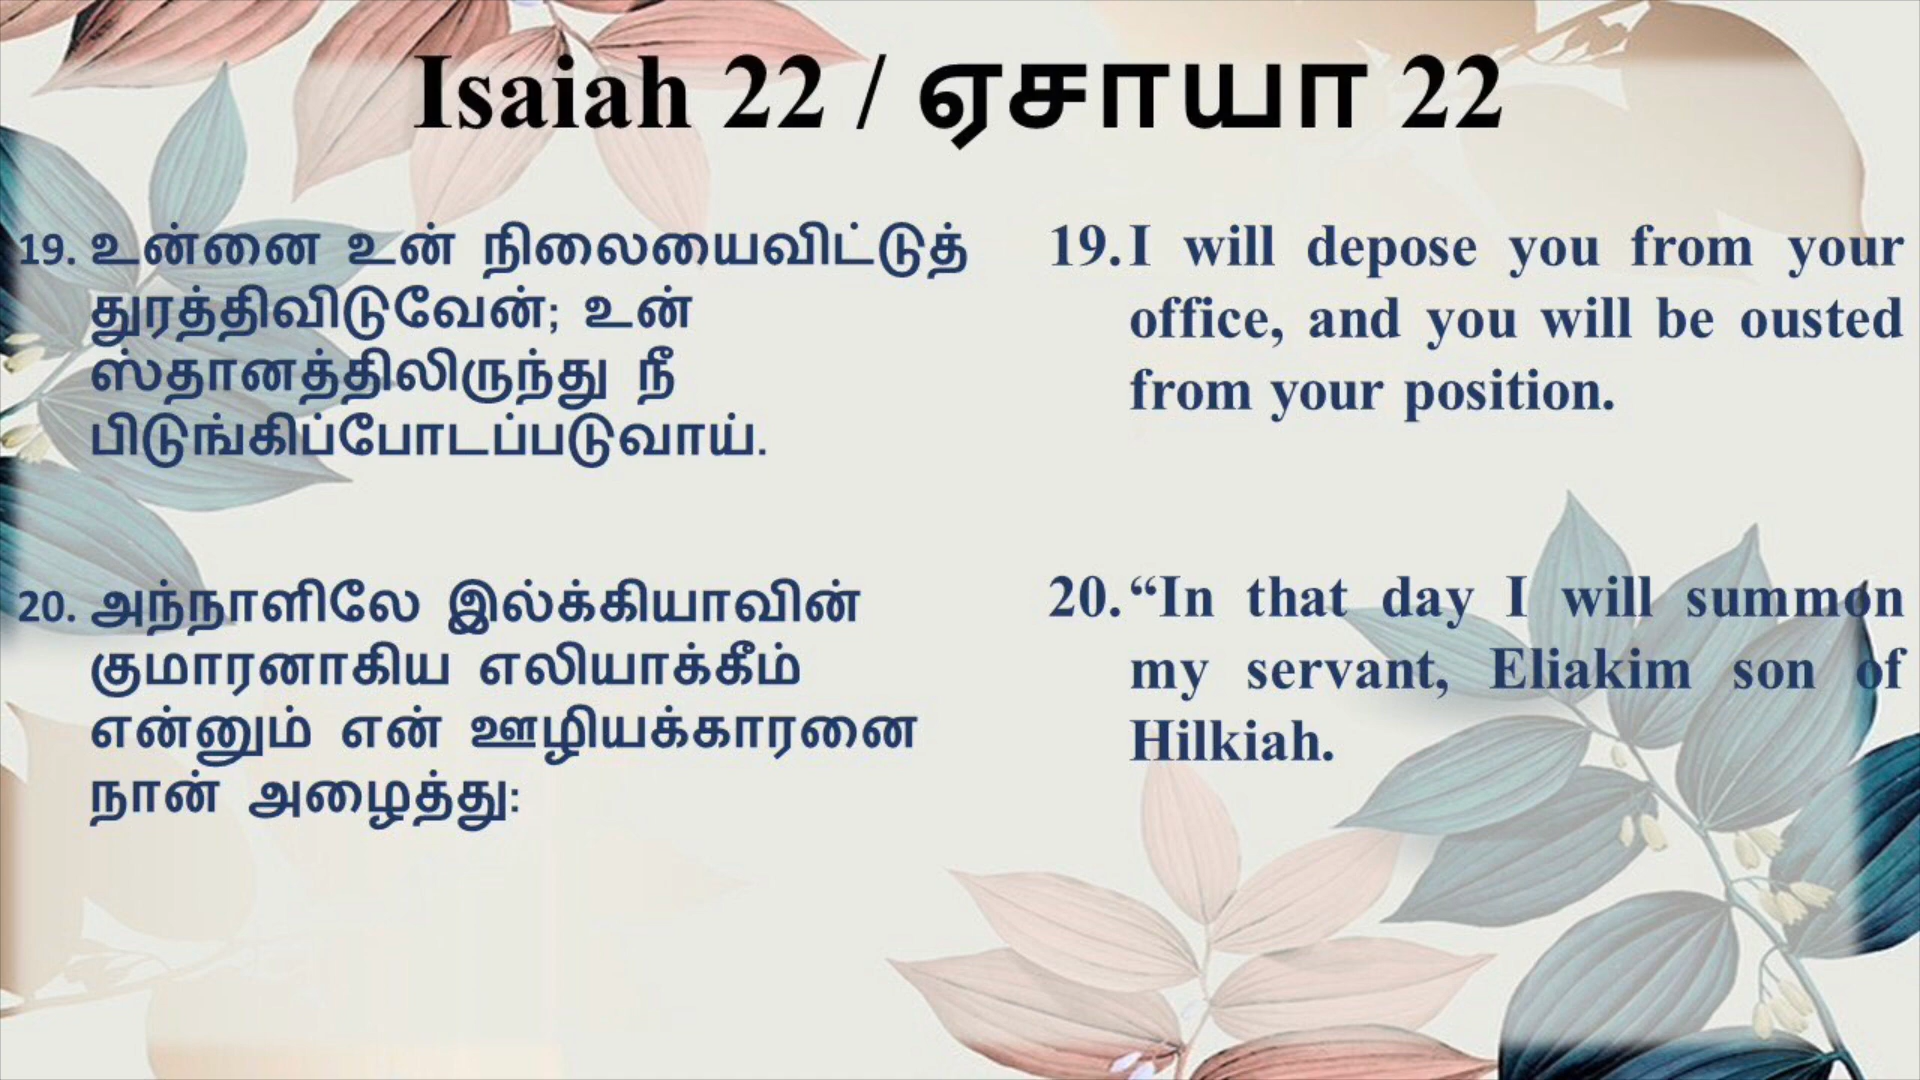 Isaiah 22 / ஏசாயா 22
19. உன்னை உன் நிலையைவிட்டுத்
துரத்திவிடுவேன்; உன்
ஸ்தானத்திலிருந்து நீ
பிடுங்கிப்போடப்படுவாய்.
20. அந்நாளிலே இல்க்கியாவின்
குமாரனாகிய எலியாக்கீம்
என்னும் என் ஊழியக்காரனை
நான் அழைத்து:
19. I will depose you from your
office, and you will be ousted
from your position.
20. “In that day I will summon
my servant, Eliakim son of
Hilkiah.